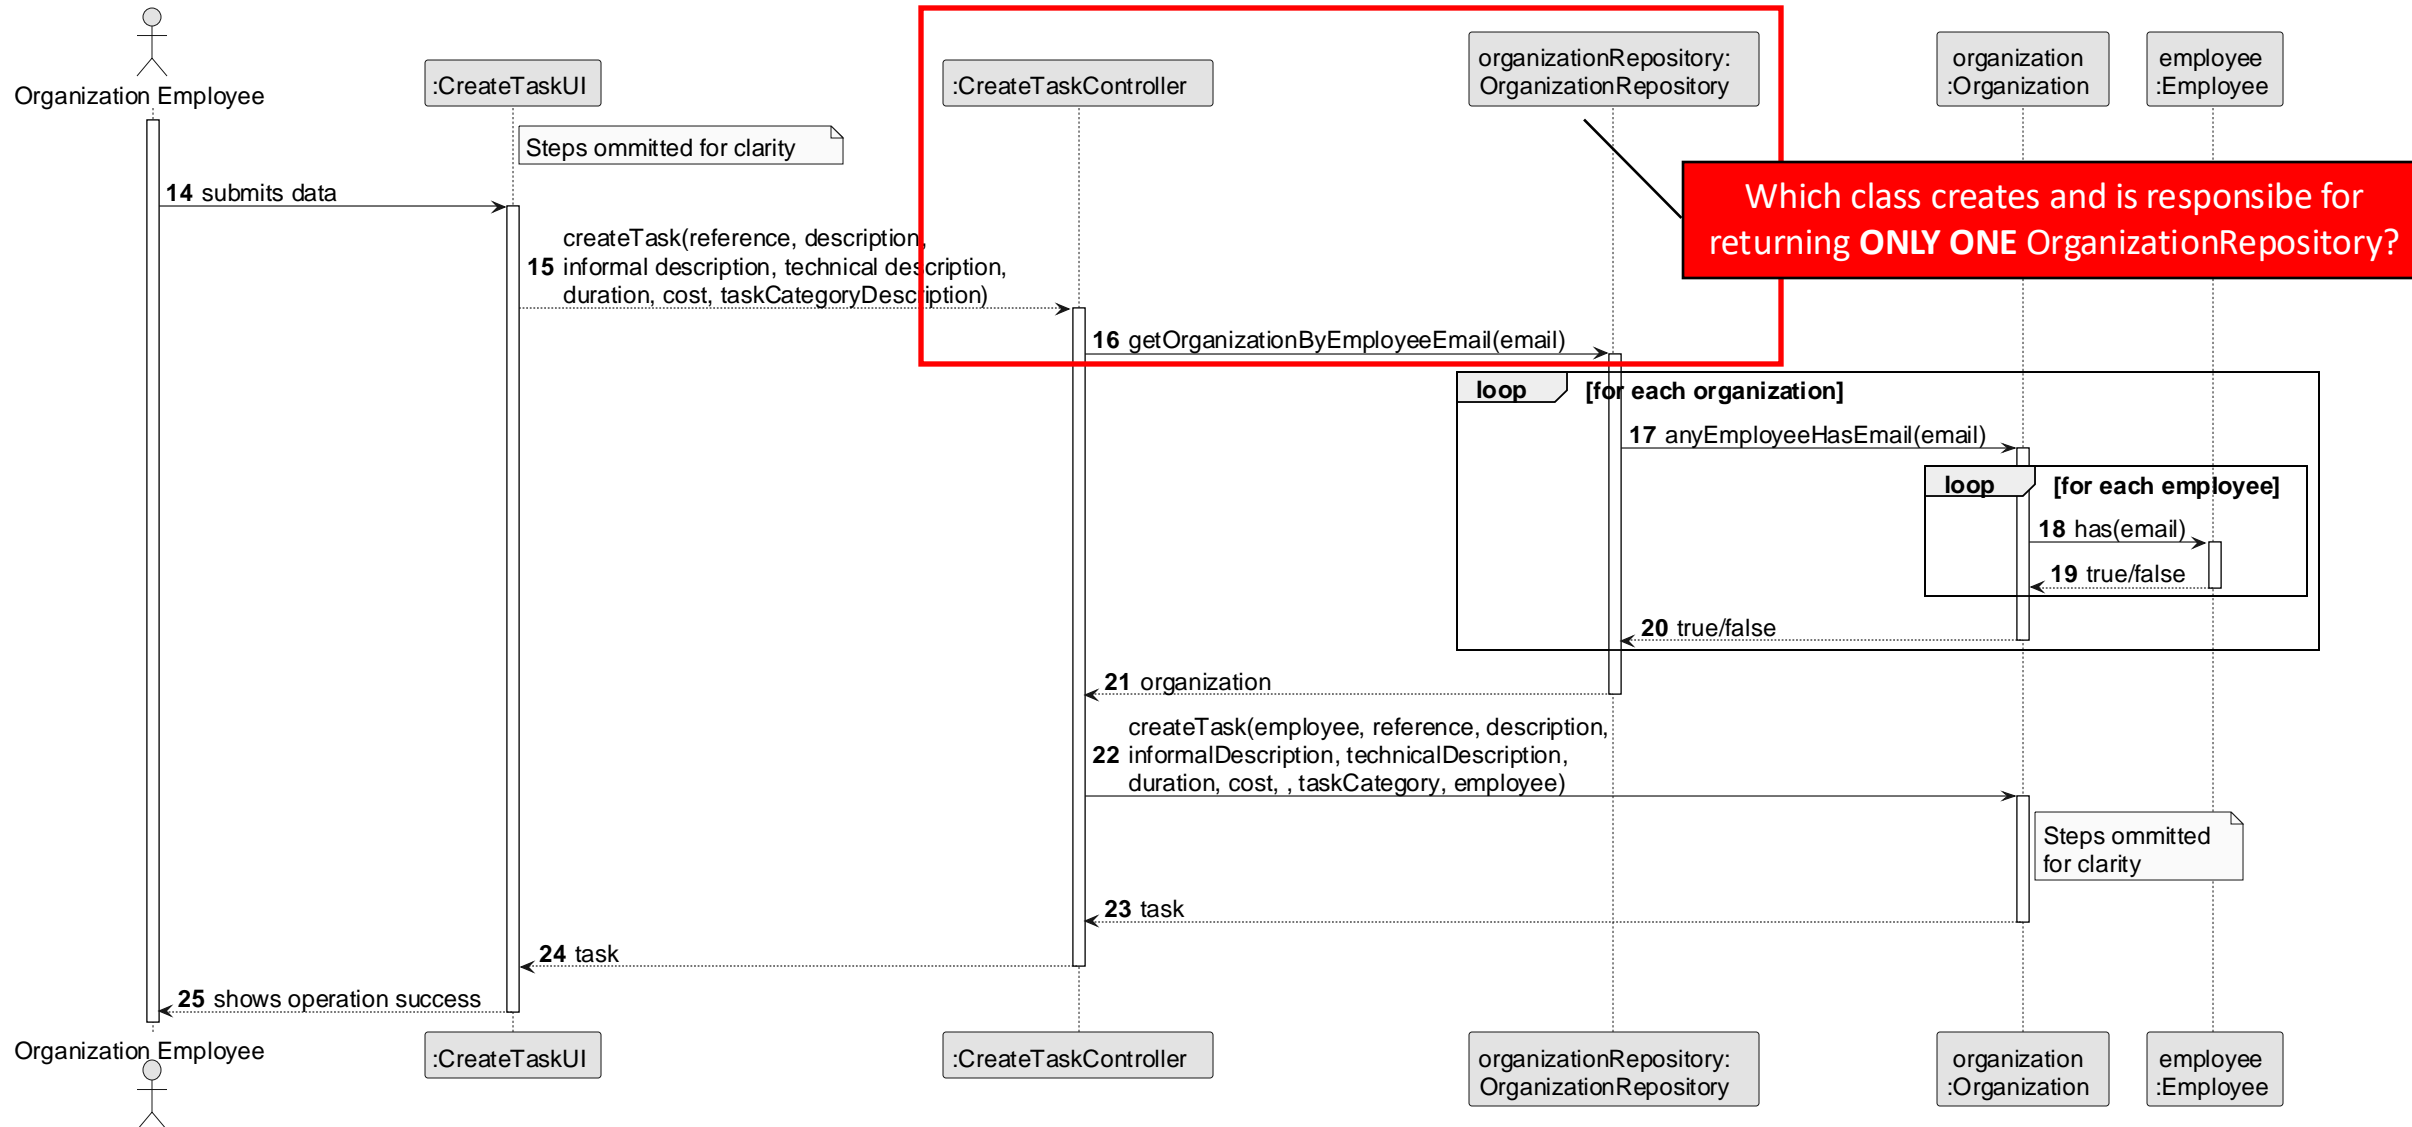 Organization Employee
:CreateTaskUI
:CreateTaskController
organizationRepository:
OrganizationRepository
organization
:Organization
employee
:Employee
Steps ommitted for clarity
Which class creates and is responsibe for
returning ONLY ONE OrganizationRepository?
14 submits data
createTask(reference, description,
15 informal description, technical description,
duration, cost, taskCategoryDescription)
16 getOrganizationByEmployeeEmail(email)
loop [for each organization]
17 anyEmployeeHasEmail(email)
loop [for each employee]
18 has(email)
19 true/false
20 true/false
21 organization
createTask(employee, reference, description,
22 informalDescription, technicalDescription,
duration, cost, , taskCategory, employee)
Steps ommitted
for clarity
23 task
24 task
25 shows operation success
Organization Employee
:CreateTaskUI
:CreateTaskController
organizationRepository:
OrganizationRepository
organization
:Organization
employee
:Employee